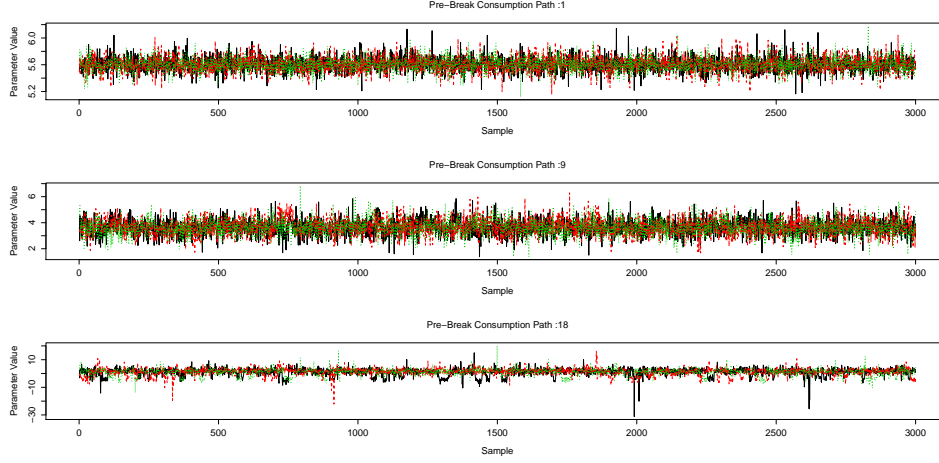 Pre−Break Consumption Path :1
Parameter Value
5.2 5.6 6.0
0 500 1000 1500 2000 2500 3000
Sample
Pre−Break Consumption Path :9
Parameter Value
2 4 6
0 500 1000 1500 2000 2500 3000
Sample
Pre−Break Consumption Path :18
Parameter Value
−30 −10 10
0 500 1000 1500 2000 2500 3000
Sample